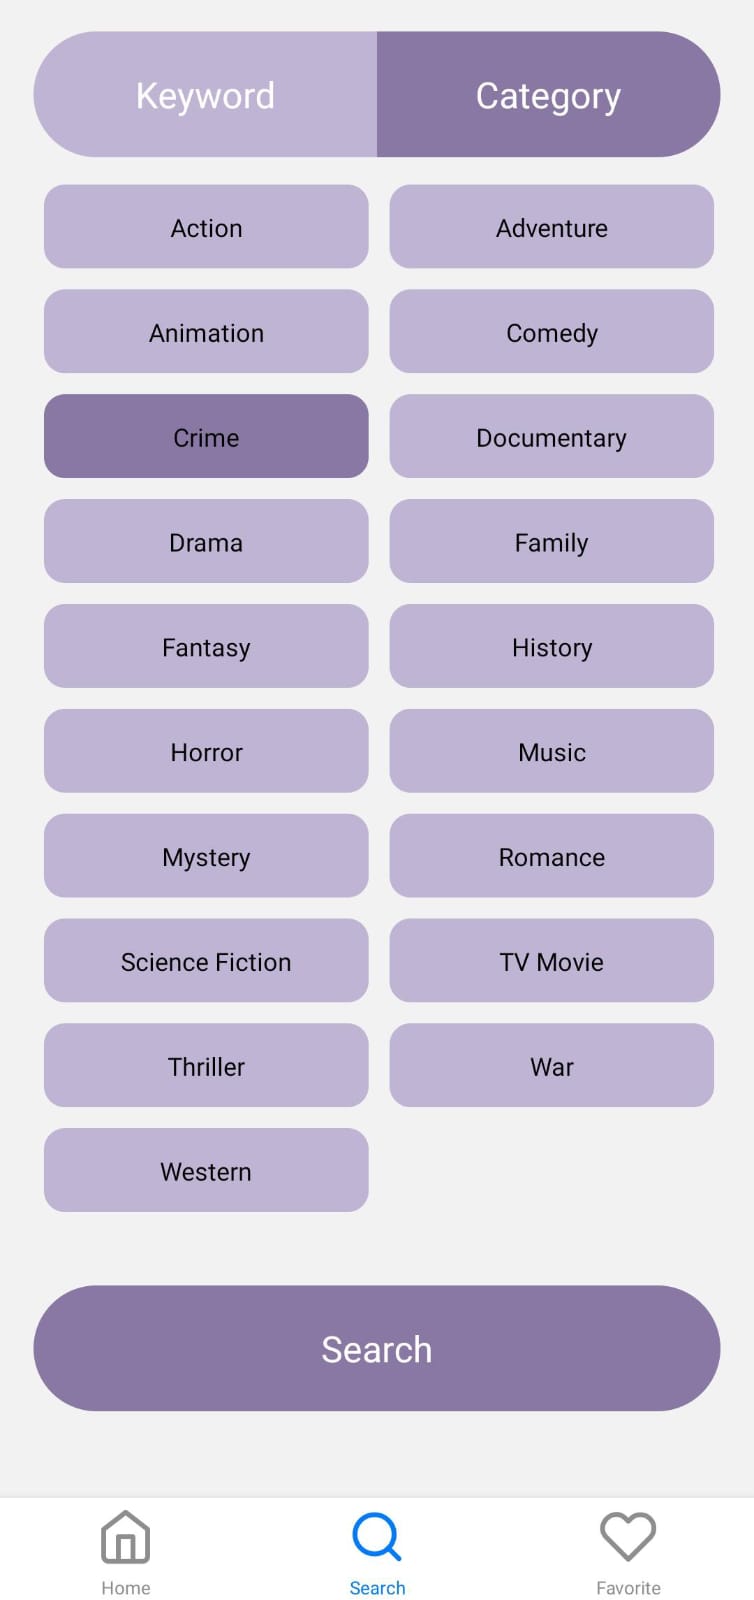 Keyword Category
Action Adventure
Animation Comedy
Crime Documentary
Drama Family
Fantasy History
Horror Music
Mystery Romance
Science Fiction TV Movie
Thriller War
Western
Search
Home Search Favorite